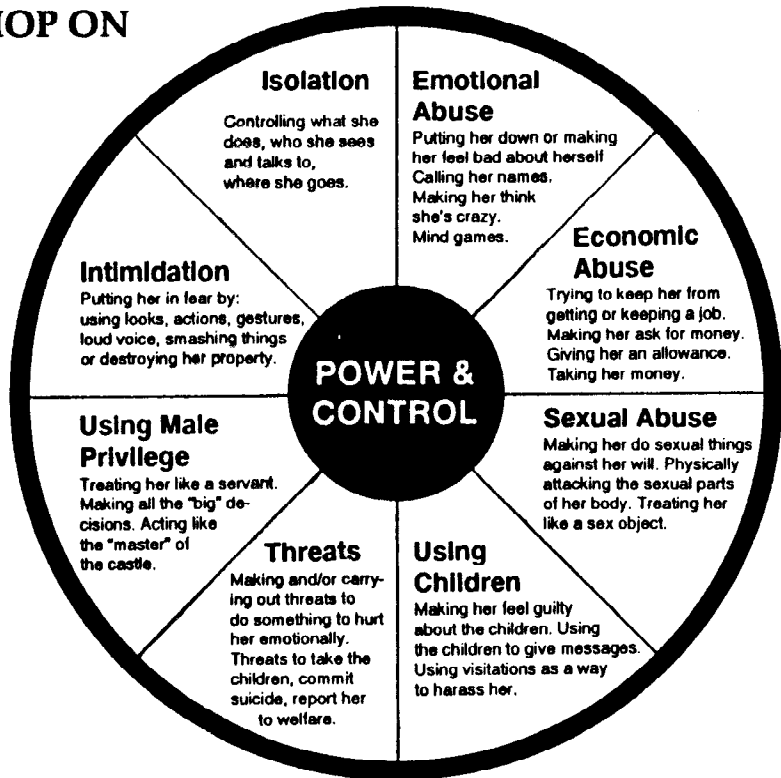 HOP ON
Isolation
Controlling what she
does, who she sees
and talks to,
where she goes.
Emotional
Abuse
Putting her down or making
her feel bad about herself
Calling her names.
Making her think
she's crazy.
Mind games.
Economic
Abuse
Trying to keep her from
getting or keeping a job.
Making her ask for money.
Giving her an allowance.
Taking her money.
Sexual Abuse
Making her do sexual things
against her will. Physically
attacking the sexual parts
of her body. Treating her
like a sex object.
Using
Children
Making her feel guilty
about the children. Using
the children to give messages.
Using visitations as a way
to harass her.
Threats
Making and/or carry-
ing out threats to
do something to hurt
her emotionally.
Threats to take the
children, commit
suicide, report her
to welfare.
Using Male
Privilege
Treating her like a servant.
Making all the "big" de-
cisions. Acting like
the "master" of
the castle.
Intimidation
Putting her in fear by:
using looks, actions, gestures,
loud voice, smashing things
or destroying her property.
POWER &
CONTROL